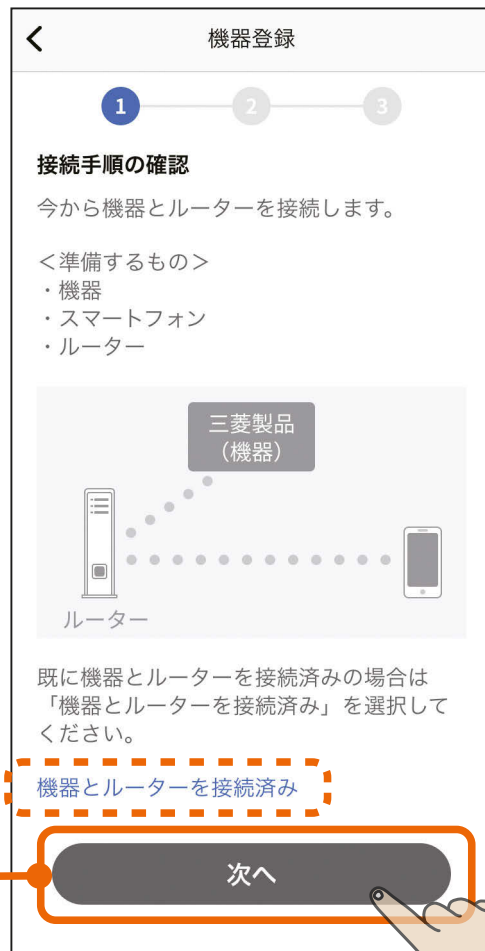 機器登録
1
2
3
接続手順の確認
今から機器とルーターを接続します。
＜準備するもの＞
・機器
・スマートフォン
・ルーター
三菱製品
（機器）
ルーター
既に機器とルーターを接続済みの場合は
「機器とルーターを接続済み」を選択して
ください。
機器とルーターを接続済み
次へ